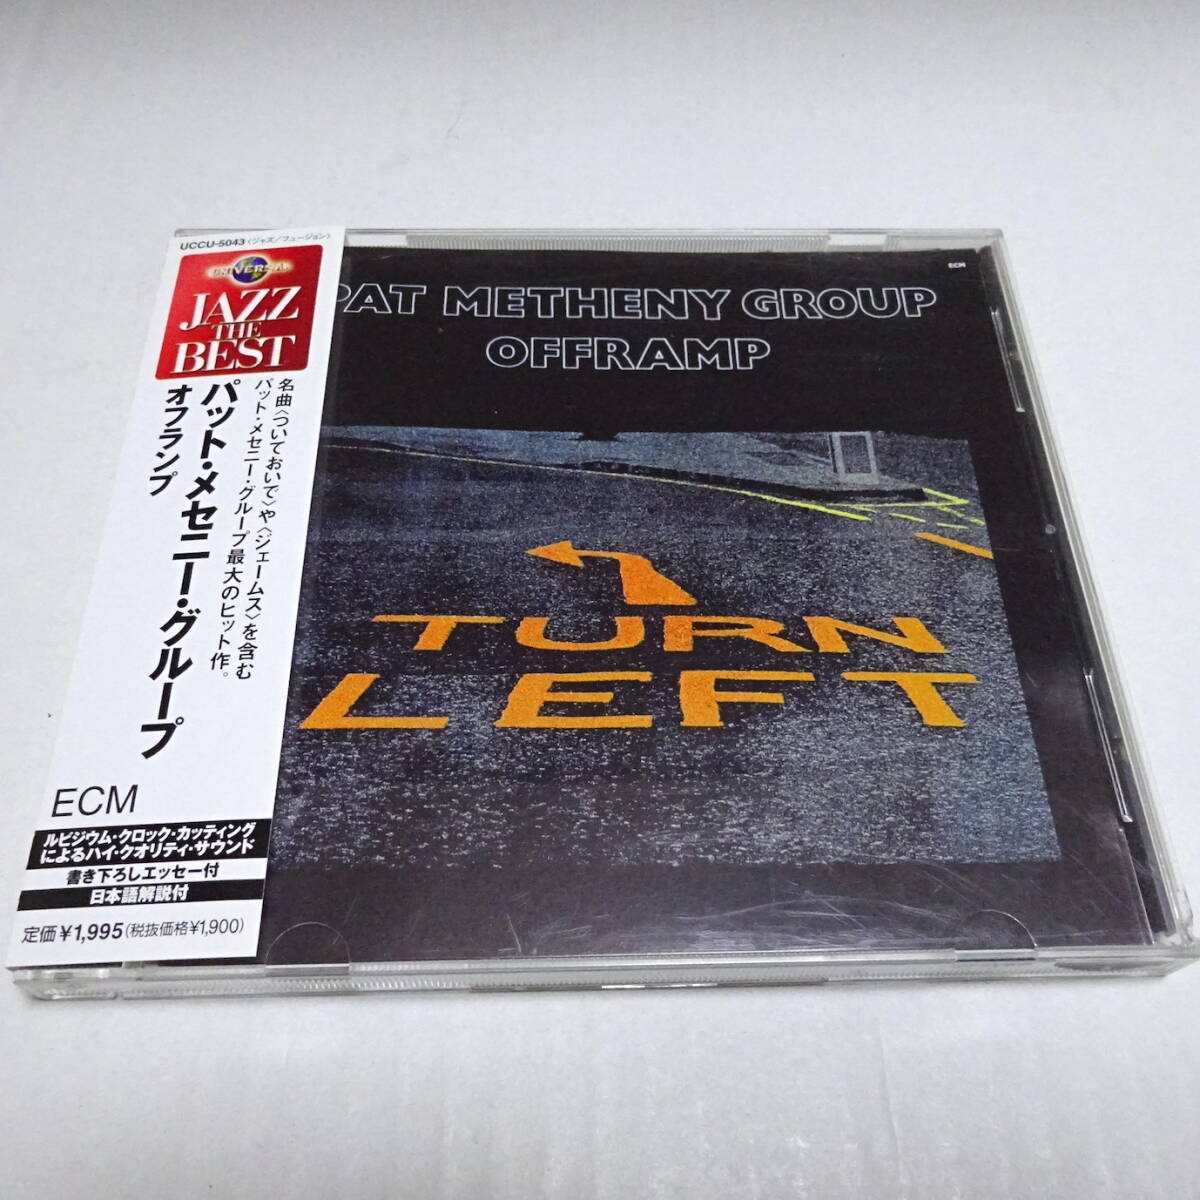 UCCU-5043〈ジャズ/フュージョン〉
UNIVERSAL
JAZZ
THE
BEST
名曲〈ついておいで〉や〈ジェームス〉を含む
パット・メセニー・グループ最大のヒット作。
パット・メセニー・グループ
オフランプ
ECM
ルビジウム・クロック・カッティング
によるハイ・クオリティ・サウンド
書き下ろしエッセー付
日本語解説付
定価¥1,995(税抜価格¥1,900)
ECM
PAT METHENY GROUP
OFFRAMP
TURN
LEFT